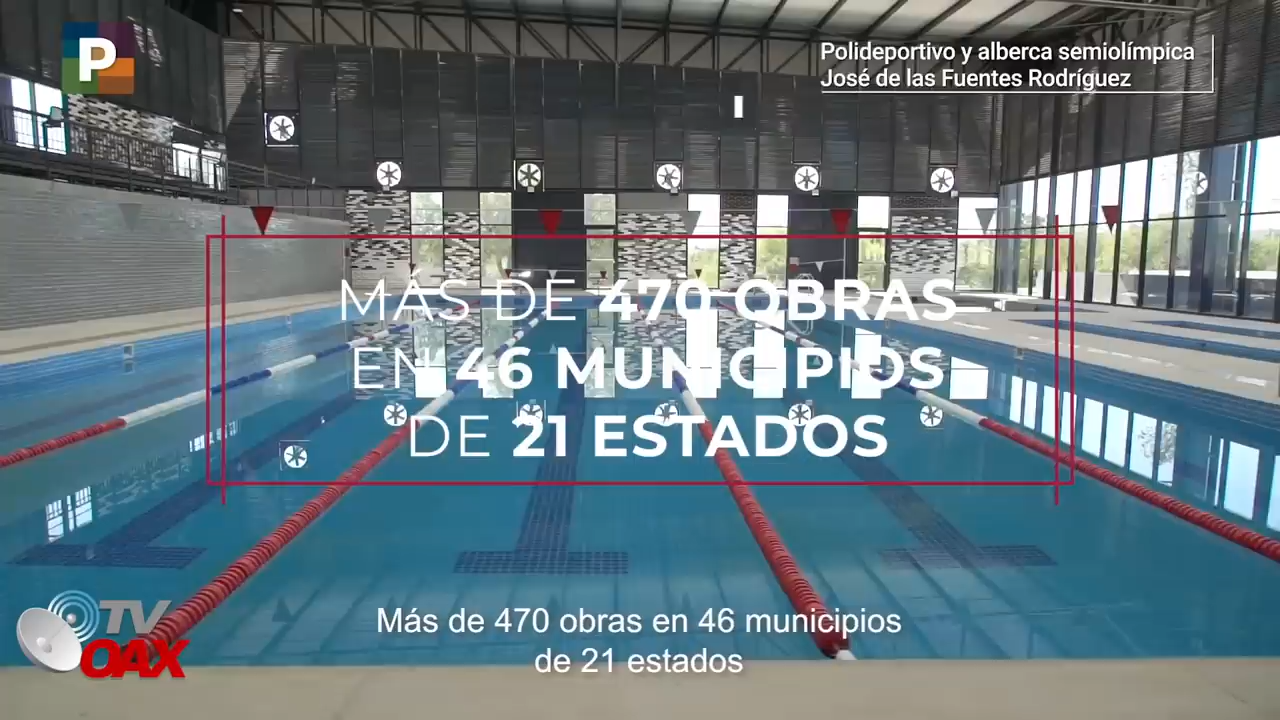 P
Polideportivo y alberca semiolímpica
José de las Fuentes Rodríguez
MÁS DE 470 OBRAS
EN 46 MUNICIPIOS
DE 21 ESTADOS
Más de 470 obras en 46 municipios
de 21 estados
TV
OAX